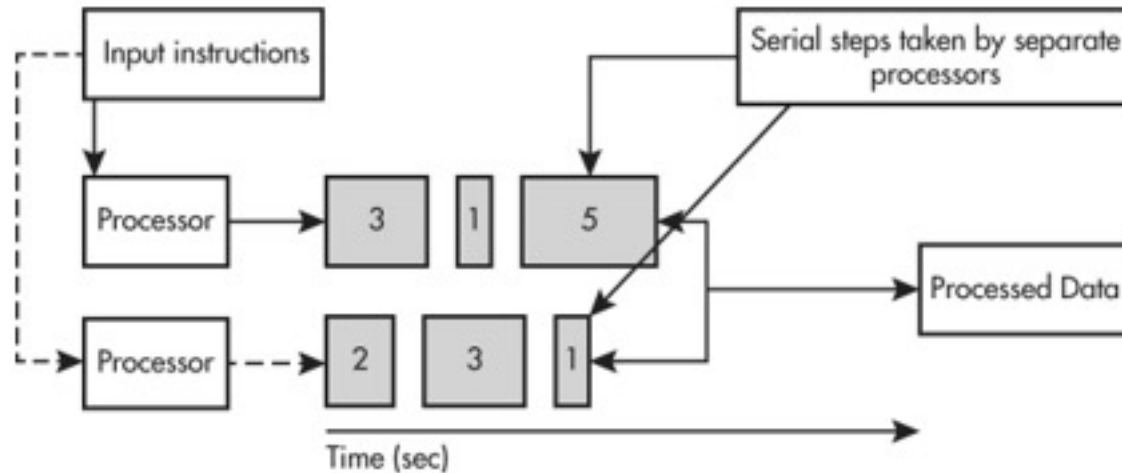 Input instructions
Serial steps taken by separate
processors
Processor
3
1
5
Processed Data
Processor
2
3
1
Time (sec)